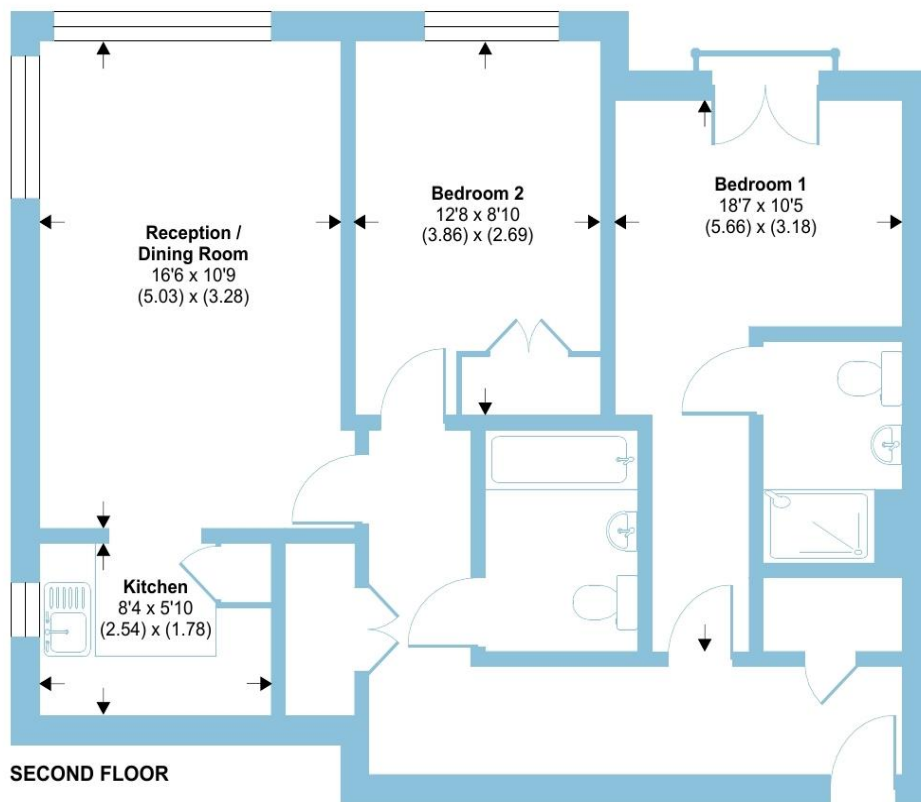 Reception /
Dining Room
16'6 x 10'9
(5.03) x (3.28)
Bedroom 2
12'8 x 8'10
(3.86) x (2.69)
Bedroom 1
18'7 x 10'5
(5.66) x (3.18)
Kitchen
8'4 x 5'10
(2.54) x (1.78)
SECOND FLOOR